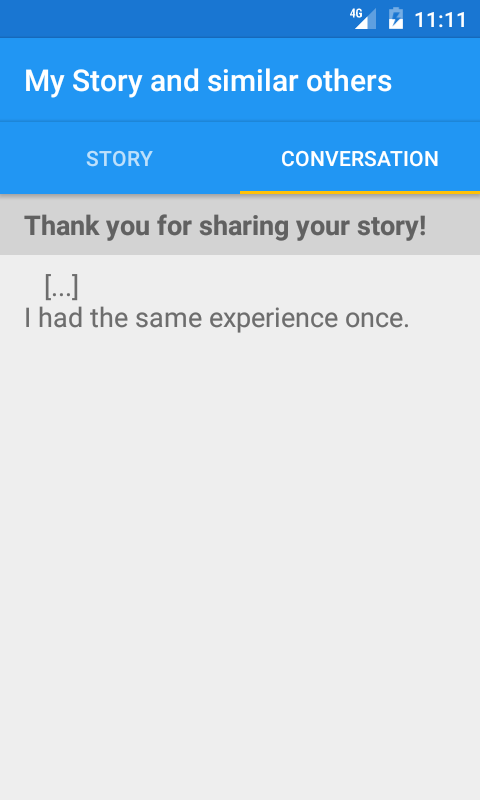 4G 11:11
My Story and similar others
STORY CONVERSATION
Thank you for sharing your story!
[...]
I had the same experience once.